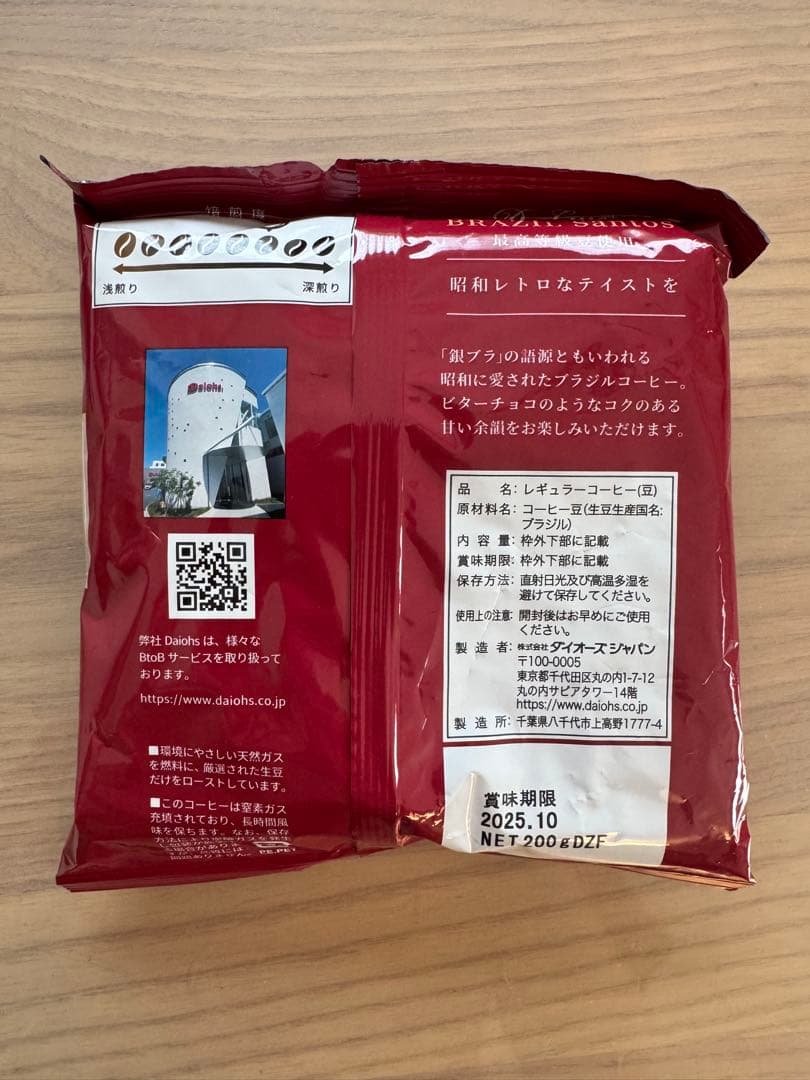 焙煎度
浅煎り 深煎り
Daiohs
弊社 Daiohs は、様々な
BtoB サービスを取り扱って
おります。
https://www.daiohs.co.jp
■環境にやさしい天然ガス
を燃料に、厳選された生豆
だけをローストしています。
■このコーヒーは窒素ガス
充填されており、長時間風
味を保ちます。なお、保存
PE,PET
BRAZIL Santos
最高等級豆使用
昭和レトロなテイストを
「銀ブラ」の語源ともいわれる
昭和に愛されたブラジルコーヒー。
ビターチョコのようなコクのある
甘い余韻をお楽しみいただけます。
品 名: レギュラーコーヒー(豆)
原材料名: コーヒー豆(生豆生産国名:
ブラジル)
内 容 量: 枠外下部に記載
賞味期限: 枠外下部に記載
保存方法: 直射日光及び高温多湿を
避けて保存してください。
使用上の注意: 開封後はお早めにご使用
ください。
製 造 者: 株式会社 ダイオーズ ジャパン
〒100-0005
東京都千代田区丸の内1-7-12
丸の内サピアタワー14階
https://www.daiohs.co.jp
製 造 所: 千葉県八千代市上高野1777-4
賞味期限
2025.10
NET200gDZF